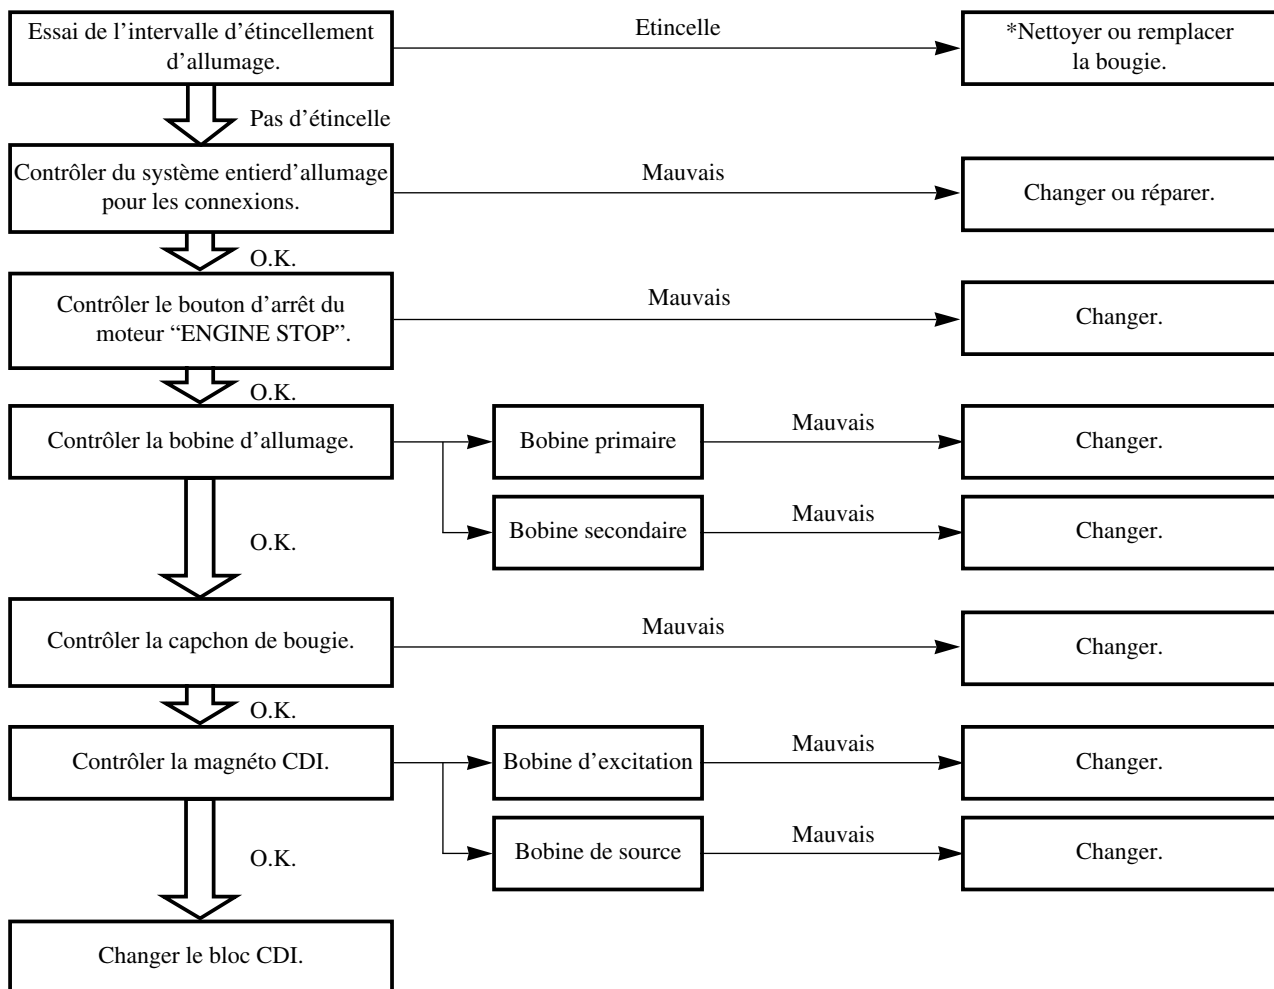 Essai de l'intervalle d'étincellement
d'allumage.
Etincelle
*Nettoyer ou remplacer
la bougie.
Pas d'étincelle
Contrôler du système entierd'allumage
pour les connexions.
Mauvais
Changer ou réparer.
O.K.
Contrôler le bouton d'arrêt du
moteur “ENGINE STOP”.
Mauvais
Changer.
O.K.
Contrôler la bobine d'allumage.
Bobine primaire
Mauvais
Changer.
Bobine secondaire
Mauvais
Changer.
O.K.
Contrôler la capchon de bougie.
Mauvais
Changer.
O.K.
Contrôler la magnéto CDI.
Bobine d'excitation
Mauvais
Changer.
Bobine de source
Mauvais
Changer.
O.K.
Changer le bloc CDI.